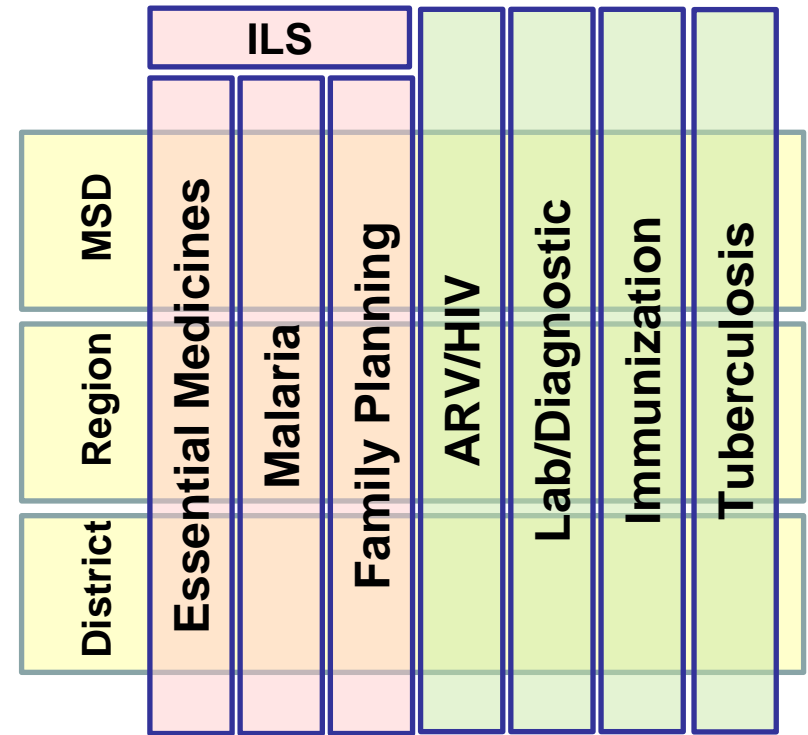 ILS
MSD
Region
District
Essential Medicines
Malaria
Family Planning
ARV/HIV
Lab/Diagnostic
Immunization
Tuberculosis